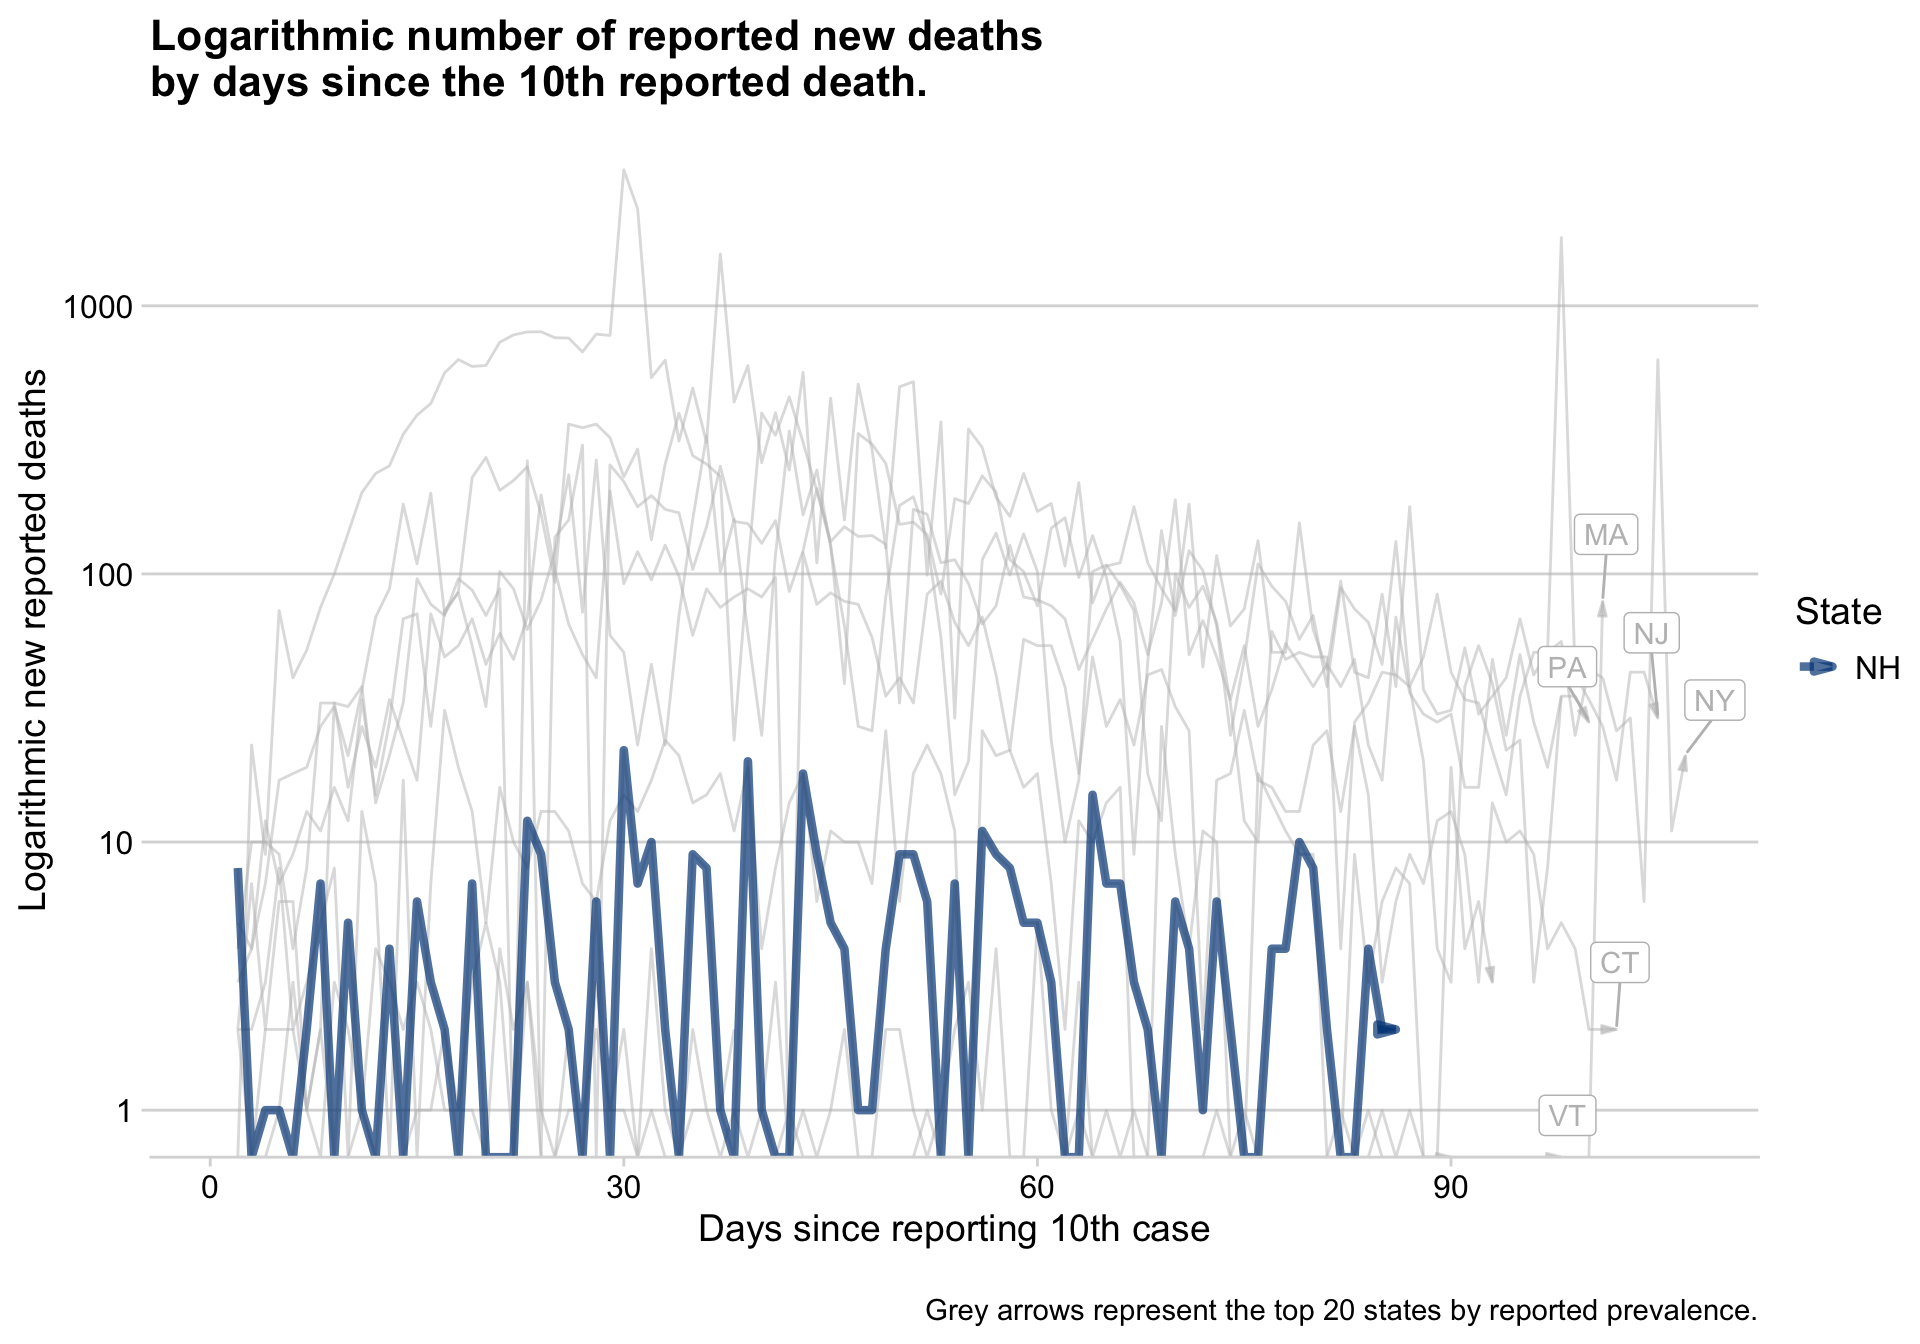 Logarithmic number of reported new deaths
by days since the 10th reported death.
Logarithmic new reported deaths
1000
100
10
1
MA
NJ
PA
NY
CT
VT
State
NH
0 30 60 90
Days since reporting 10th case
Grey arrows represent the top 20 states by reported prevalence.